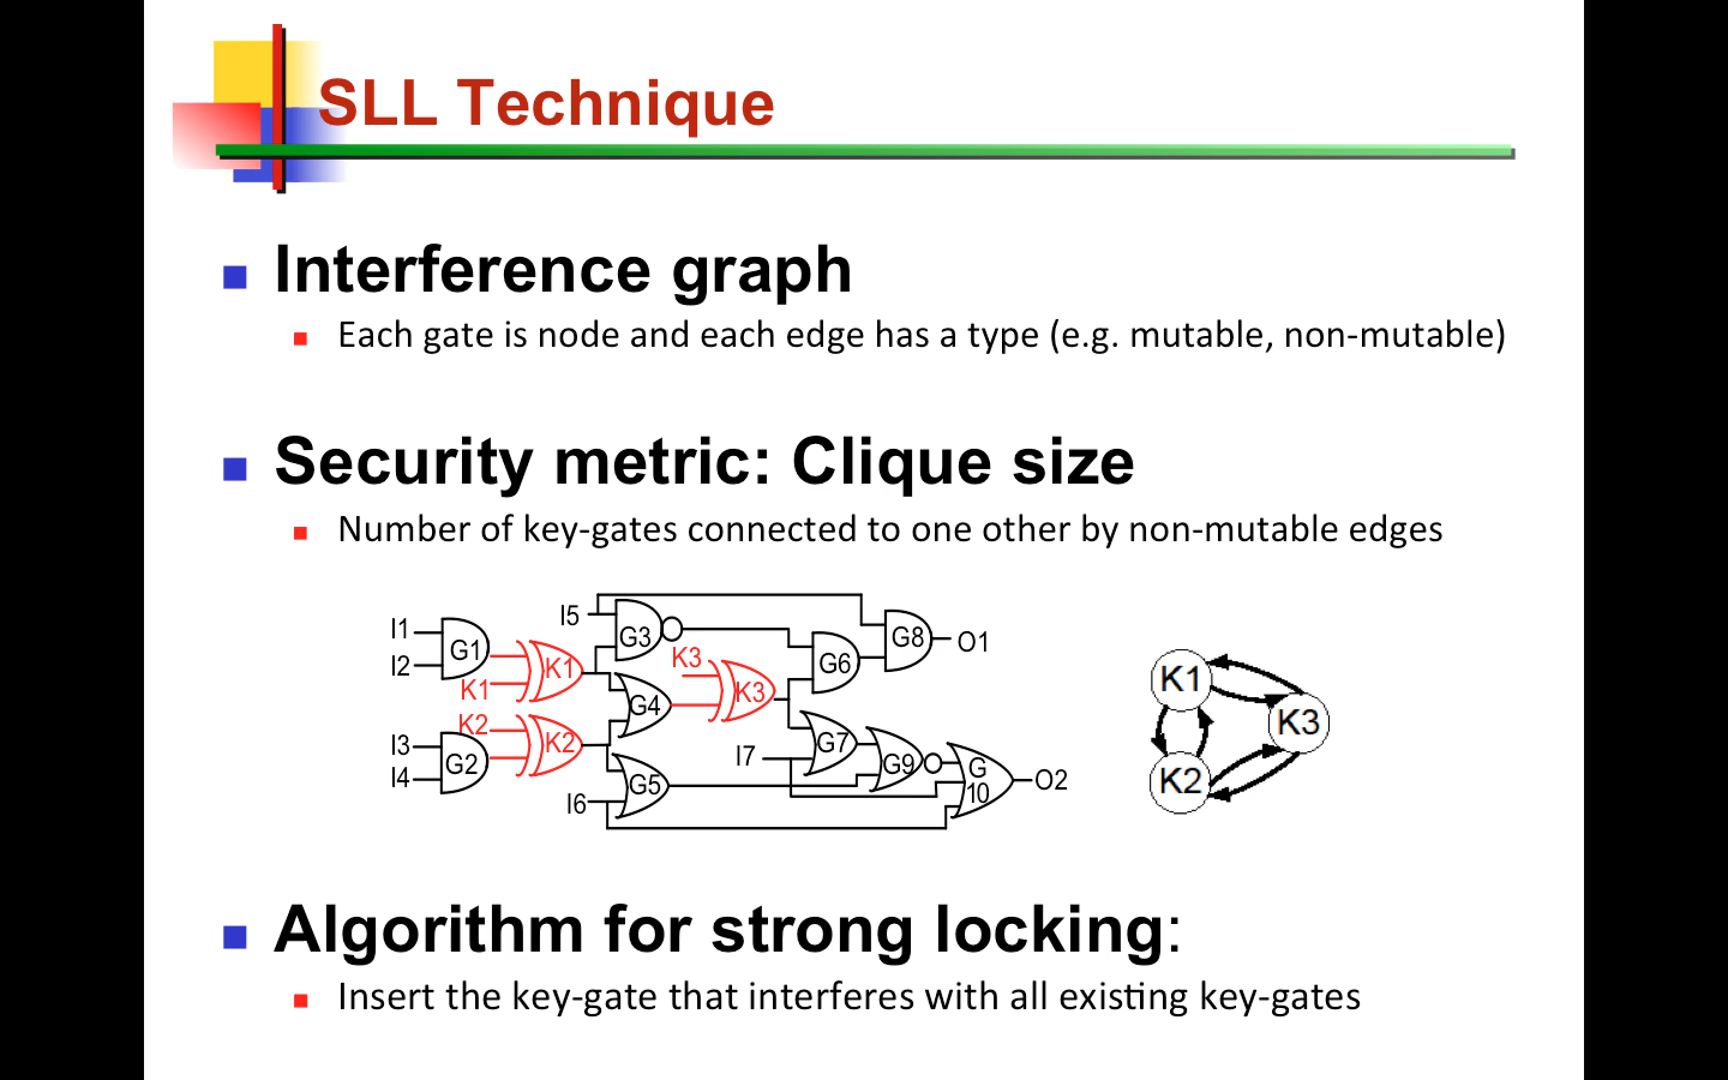 SLL Technique
Interference graph
Each gate is node and each edge has a type (e.g. mutable, non-mutable)
Security metric: Clique size
Number of key-gates connected to one other by non-mutable edges
I1
I2
G1
K1
K1
I3
I4
G2
K2
K2
I5
G3
G4
G5
I6
K3
K3
I7
G6
G7
G8
O1
G9
G
10
O2
K1
K2
K3
Algorithm for strong locking:
Insert the key-gate that interferes with all existing key-gates